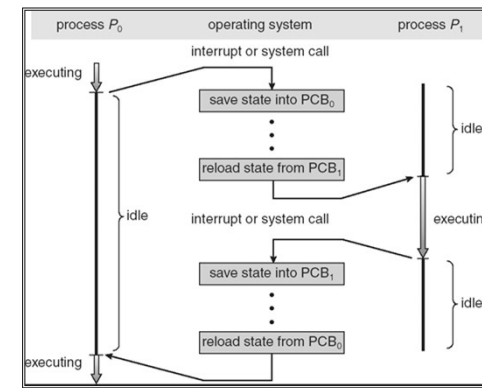 process P0 operating system process P1
interrupt or system call
executing
save state into PCB0
idle
reload state from PCB1
idle
interrupt or system call
executin
save state into PCB1
idle
reload state from PCB0
executing